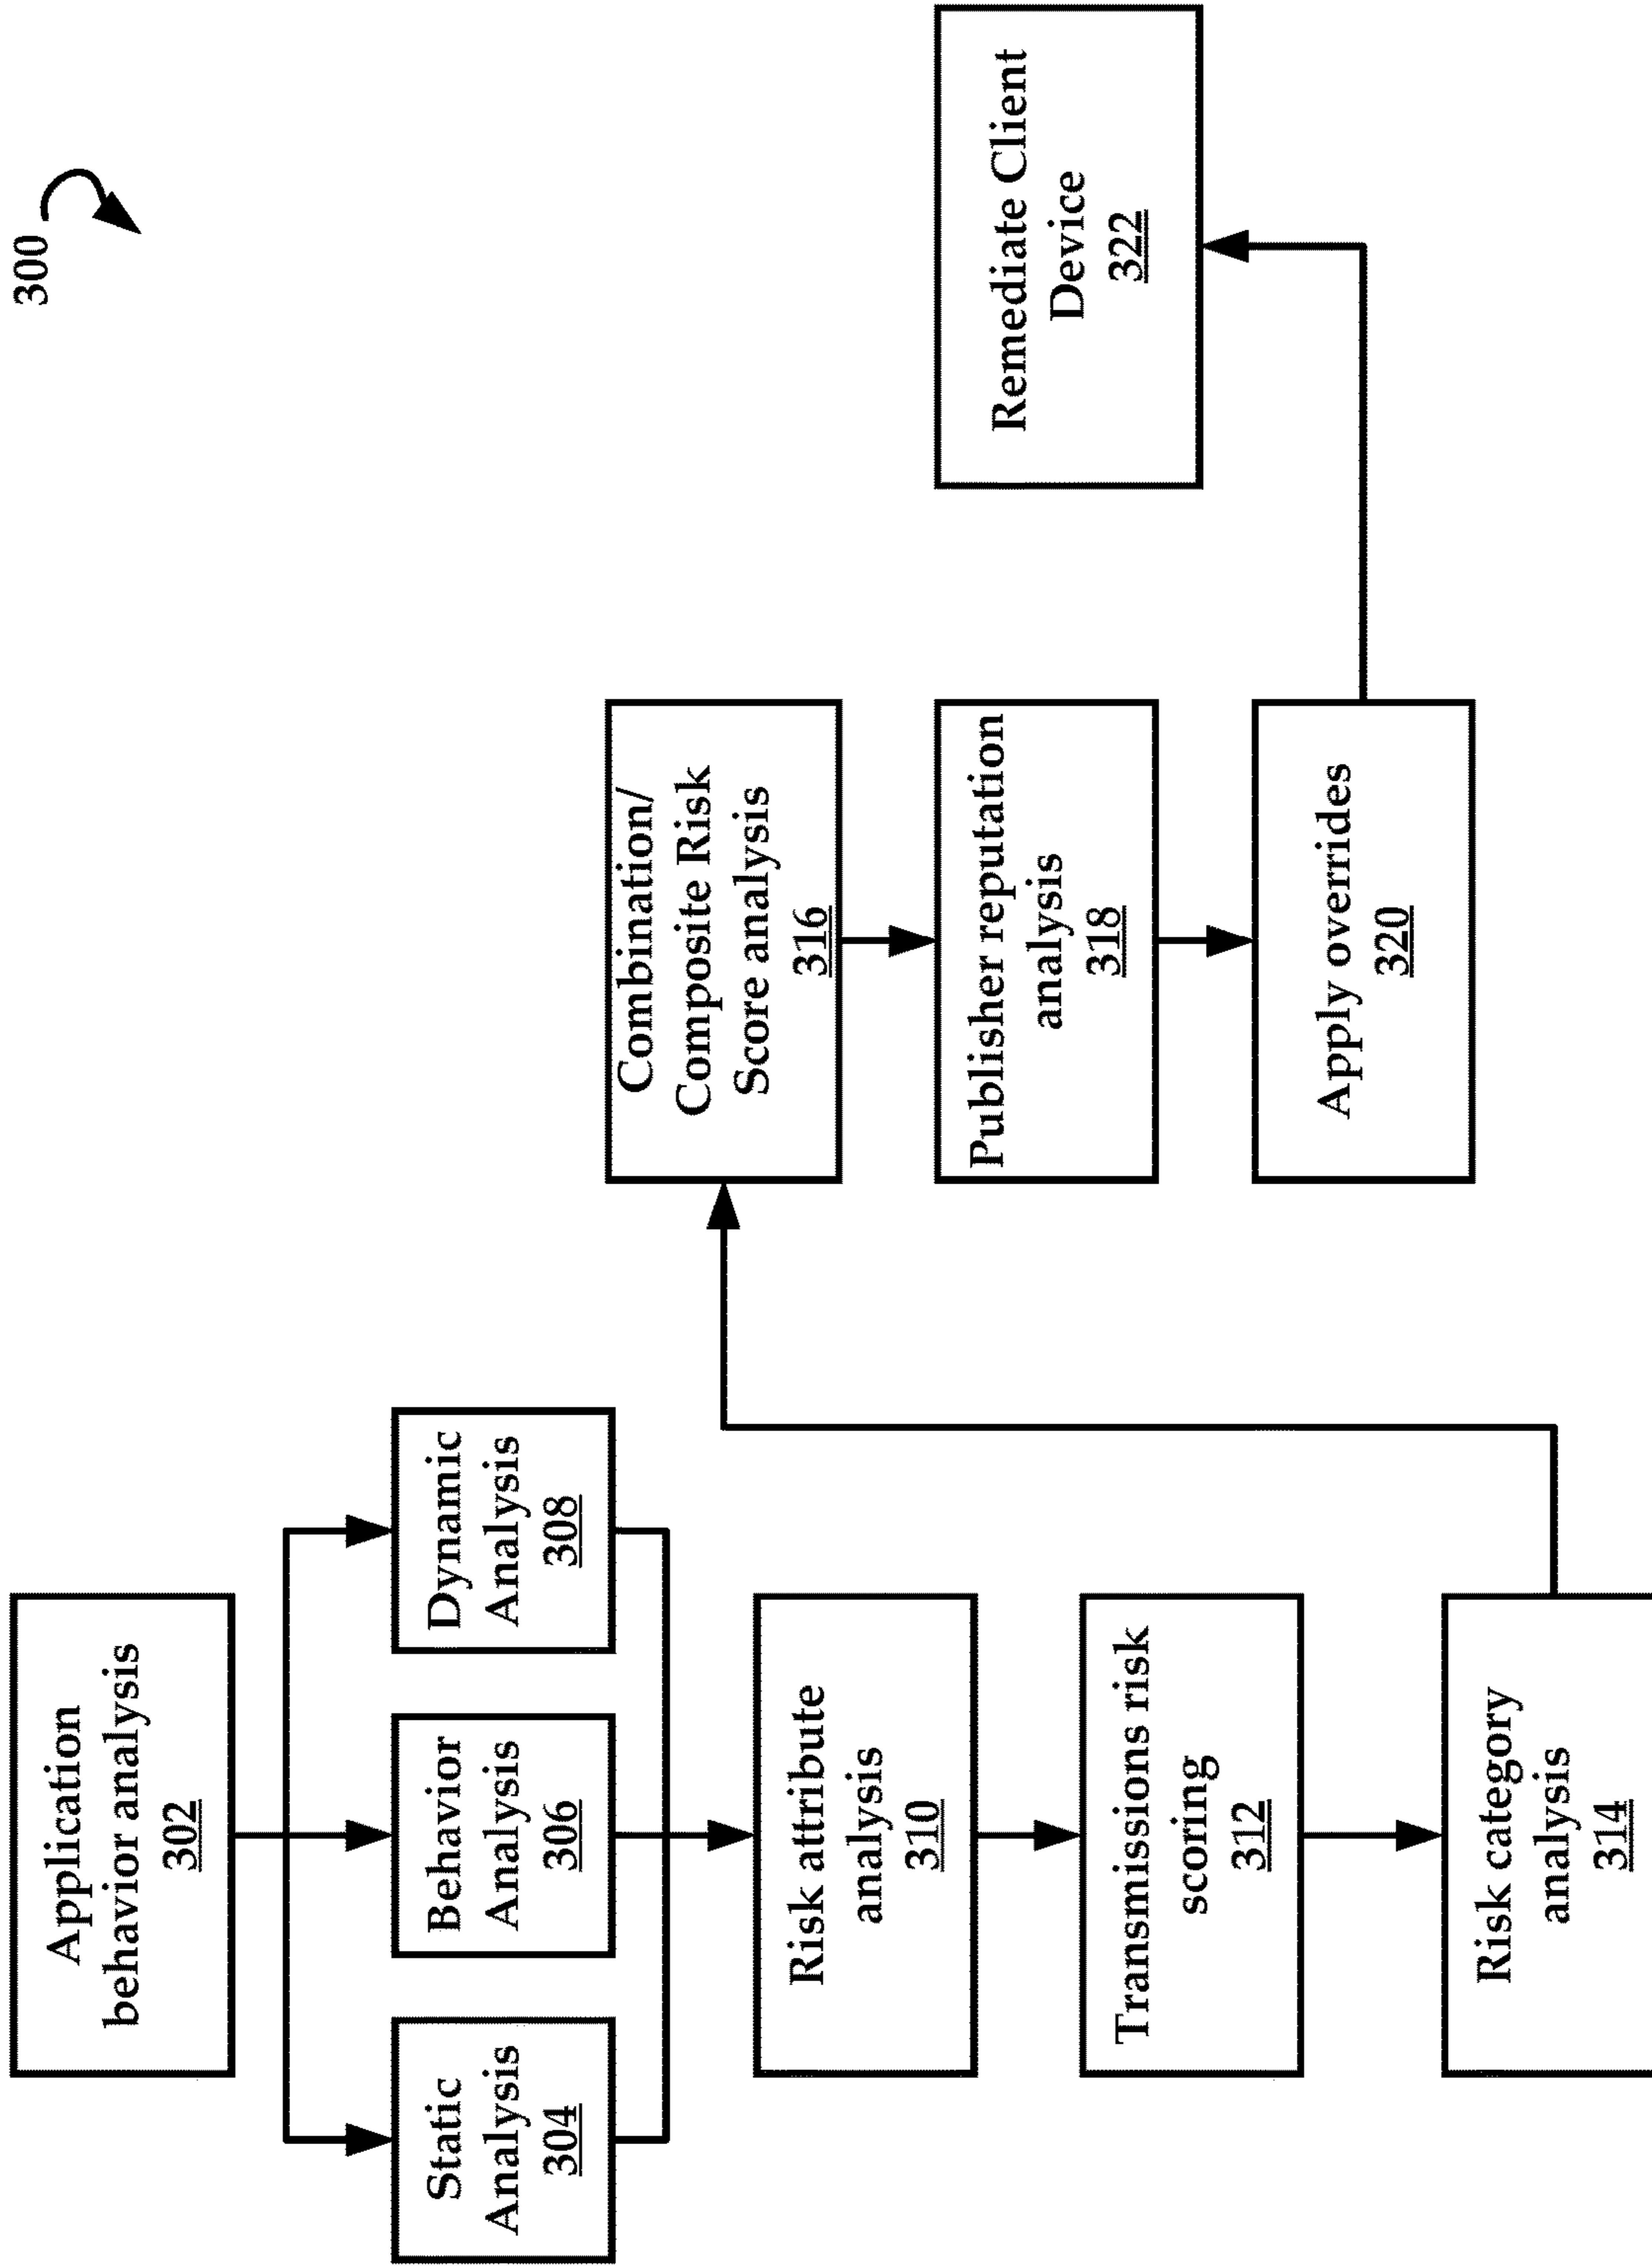 300
Application
behavior analysis
302
Static
Analysis
304
Behavior
Analysis
306
Dynamic
Analysis
308
Risk attribute
analysis
310
Transmissions risk
scoring
312
Risk category
analysis
314
Combination/
Composite Risk
Score analysis
316
Publisher reputation
analysis
318
Apply overrides
320
Remediate Client
Device
322